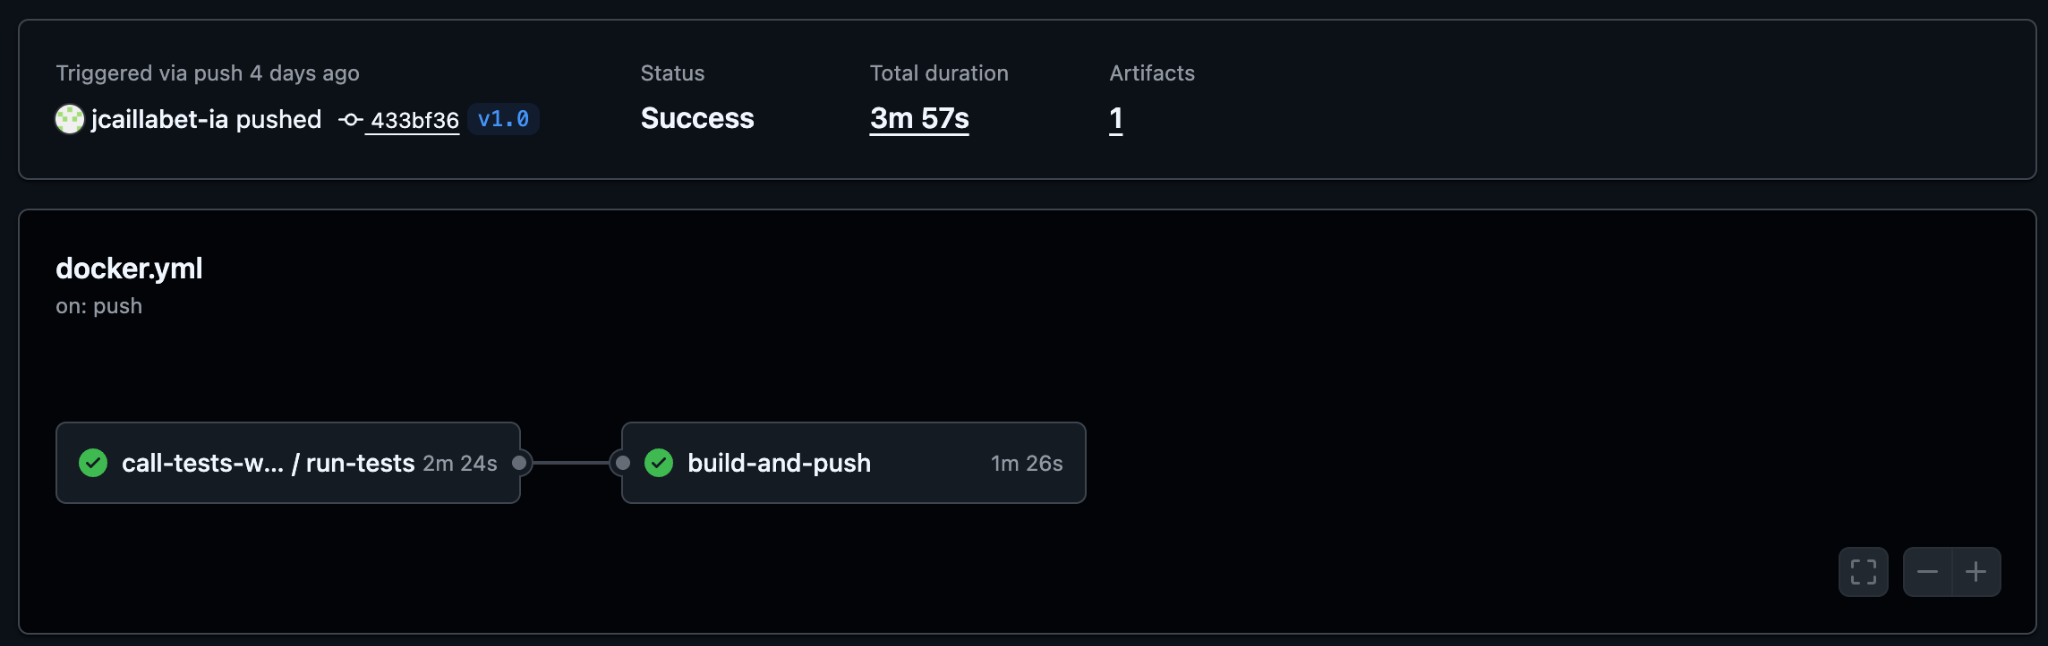 Triggered via push 4 days ago
jcaillabet-ia pushed 433bf36 v1.0
Status
Success
Total duration
3m 57s
Artifacts
1
docker.yml
on: push
call-tests-w... / run-tests 2m 24s
build-and-push 1m 26s